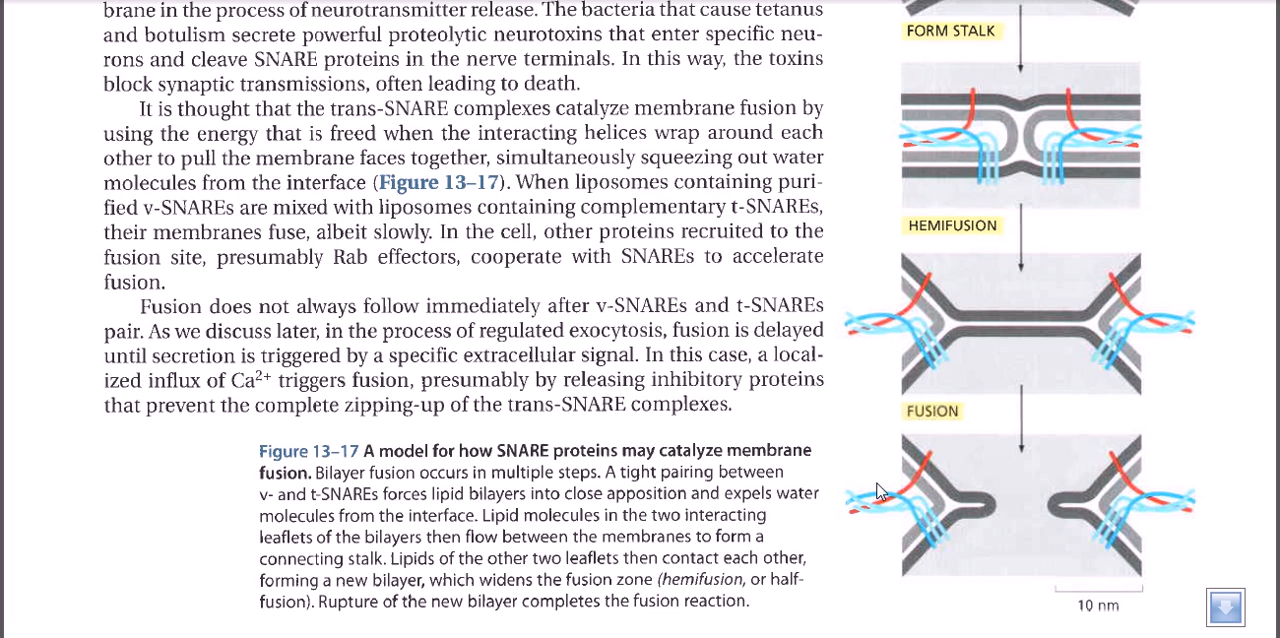 brane in the process of neurotransmitter release. The bacteria that cause tetanus
and botulism secrete powerful proteolytic neurotoxins that enter specific neu-
rons and cleave SNARE proteins in the nerve terminals. In this way, the toxins
block synaptic transmissions, often leading to death.
It is thought that the trans-SNARE complexes catalyze membrane fusion by
using the energy that is freed when the interacting helices wrap around each
other to pull the membrane faces together, simultaneously squeezing out water
molecules from the interface (Figure 13–17). When liposomes containing puri-
fied v-SNAREs are mixed with liposomes containing complementary t-SNAREs,
their membranes fuse, albeit slowly. In the cell, other proteins recruited to the
fusion site, presumably Rab effectors, cooperate with SNAREs to accelerate
fusion.
Fusion does not always follow immediately after v-SNAREs and t-SNAREs
pair. As we discuss later, in the process of regulated exocytosis, fusion is delayed
until secretion is triggered by a specific extracellular signal. In this case, a local-
ized influx of Ca²⁺ triggers fusion, presumably by releasing inhibitory proteins
that prevent the complete zipping-up of the trans-SNARE complexes.
Figure 13–17 A model for how SNARE proteins may catalyze membrane
fusion. Bilayer fusion occurs in multiple steps. A tight pairing between
v- and t-SNAREs forces lipid bilayers into close apposition and expels water
molecules from the interface. Lipid molecules in the two interacting
leaflets of the bilayers then flow between the membranes to form a
connecting stalk. Lipids of the other two leaflets then contact each other,
forming a new bilayer, which widens the fusion zone (hemifusion, or half-
fusion). Rupture of the new bilayer completes the fusion reaction.
FORM STALK
HEMIFUSION
FUSION
10 nm